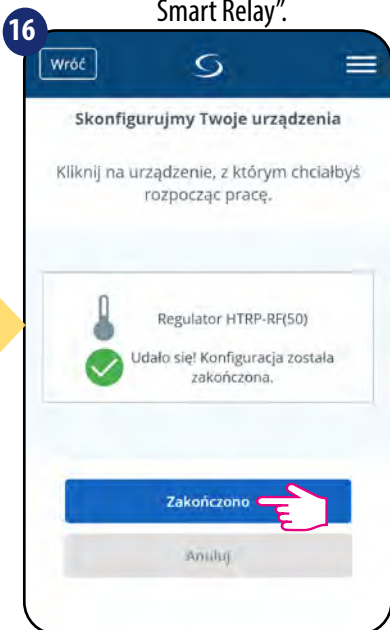 Smart Relay”.
16
Wróć
Skonfigurujmy Twoje urządzenia
Kliknij na urządzenie, z którym chciałbyś
rozpocząc pracę.
Regulator HTRP-RF(50)
Udało się! Konfiguracja została
zakończona.
Zakończono
Anuluj